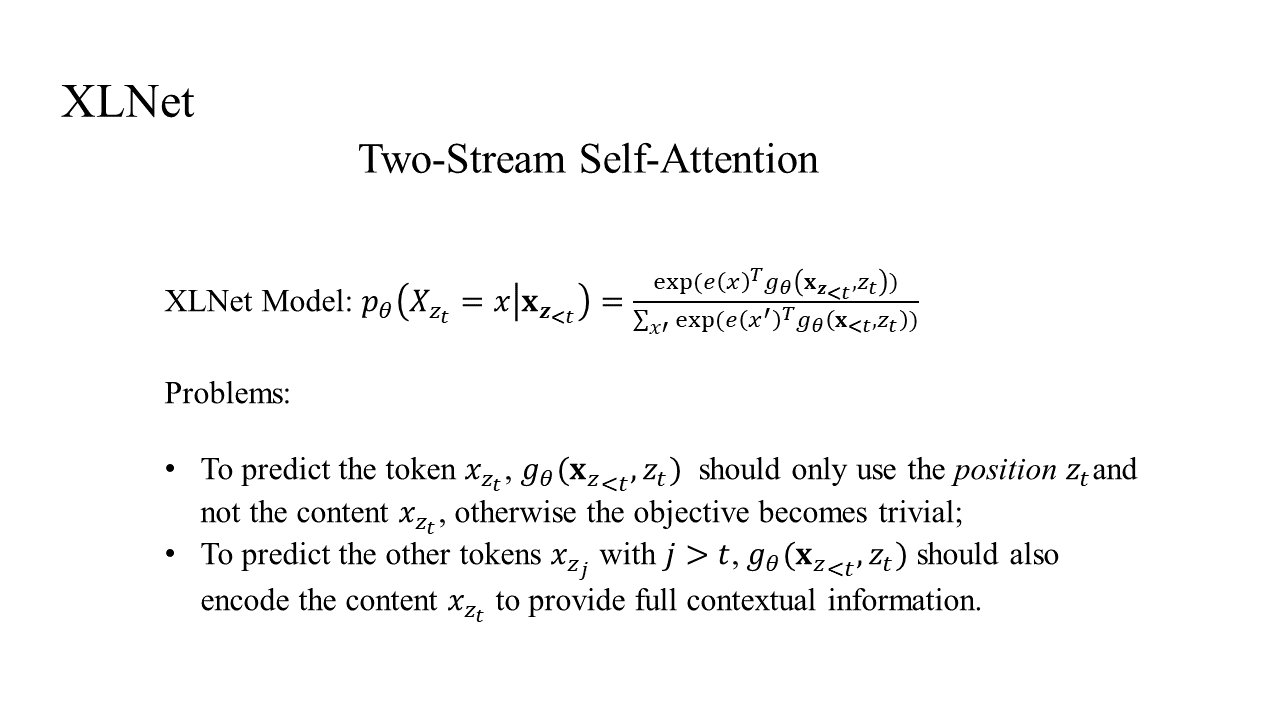 XLNet
Two-Stream Self-Attention
XLNet Model: $p_\theta(X_{z_t} = x | \mathbf{x}_{\mathbf{z}_{<t}}) = \frac{\exp(e(x)^T g_\theta(\mathbf{x}_{\mathbf{z}_{<t}}, z_t))}{\sum_{x'} \exp(e(x')^T g_\theta(\mathbf{x}_{<t}, z_t))}$
Problems:
• To predict the token $x_{z_t}$, $g_\theta(\mathbf{x}_{z_{<t}}, z_t)$ should only use the position $z_t$ and
not the content $x_{z_t}$, otherwise the objective becomes trivial;
• To predict the other tokens $x_{z_j}$ with $j > t$, $g_\theta(\mathbf{x}_{z_{<t}}, z_t)$ should also
encode the content $x_{z_t}$ to provide full contextual information.